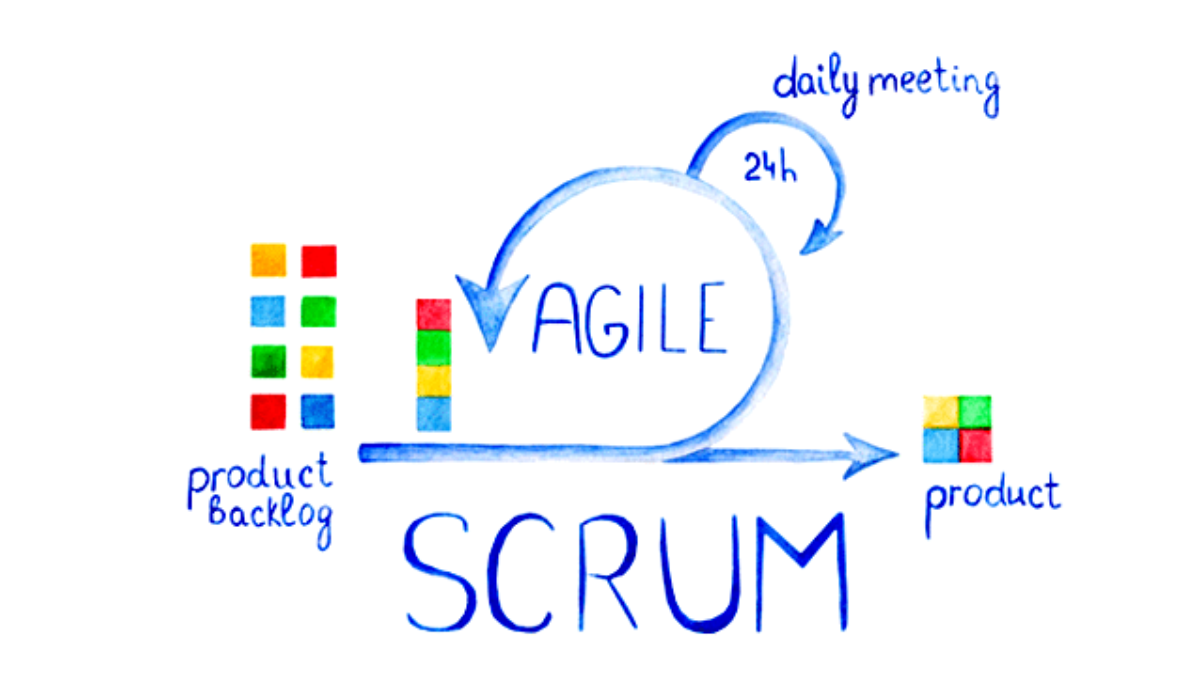 daily meeting
24h
AGILE
product
backlog
product
SCRUM